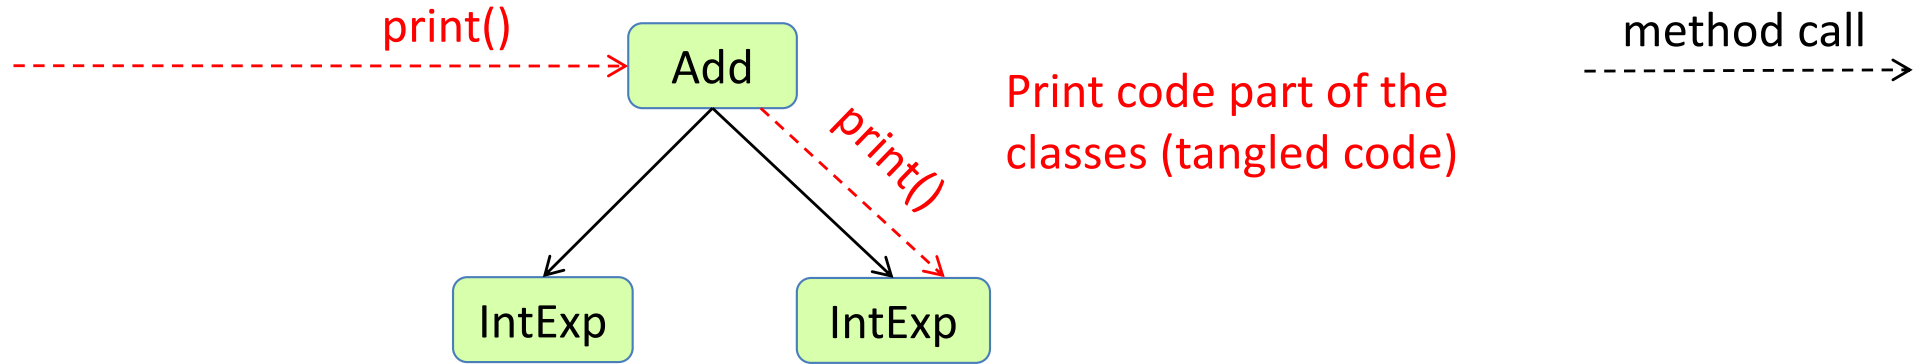 print()
Add
method call
Print code part of the
classes (tangled code)
print()
IntExp
IntExp